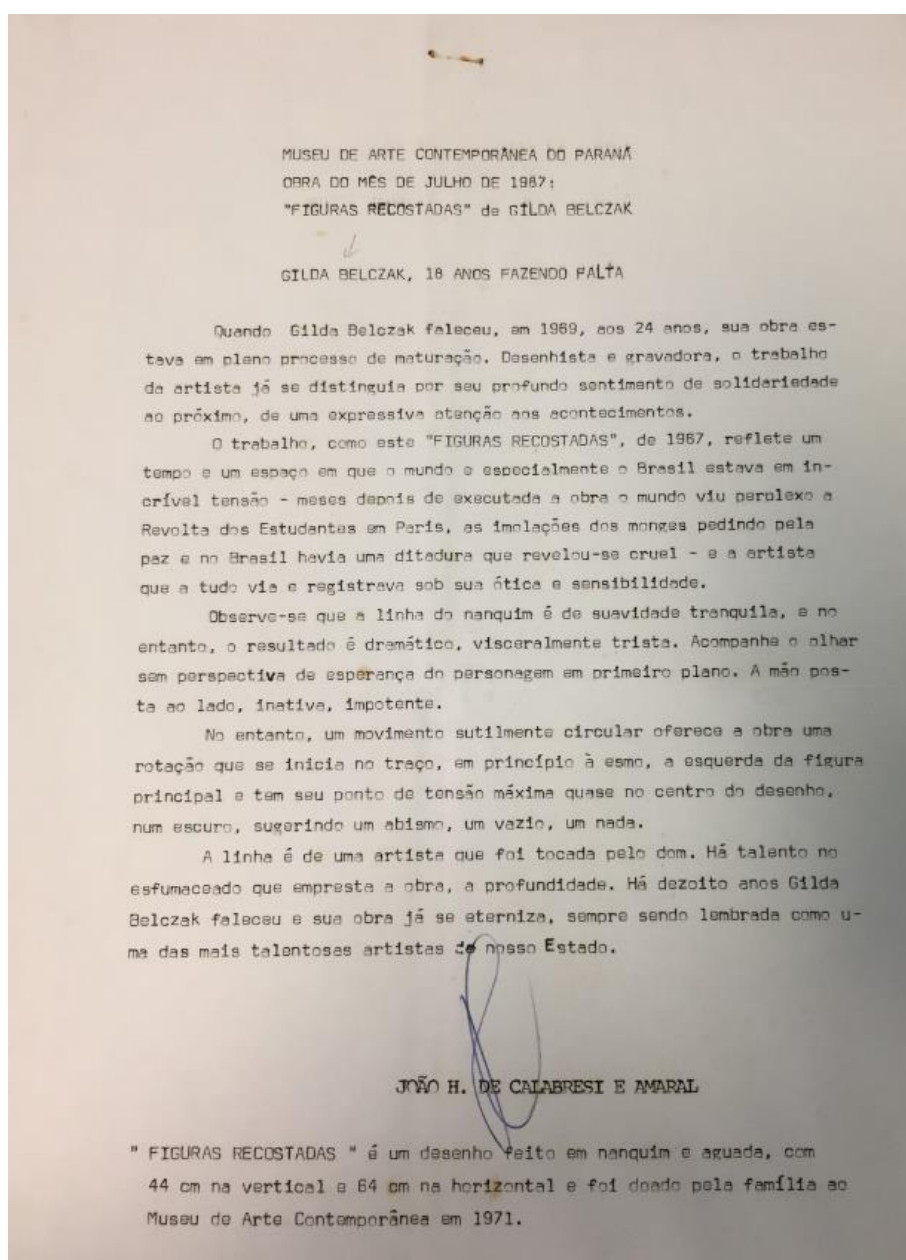 MUSEU DE ARTE CONTEMPORÂNEA DO PARANÁ
OBRA DO MÊS DE JULHO DE 1987:
"FIGURAS RECOSTADAS" de GILDA BELCZAK
GILDA BELCZAK, 18 ANOS FAZENDO FALTA
Quando Gilda Belczak faleceu, em 1969, aos 24 anos, sua obra es-
tava em pleno processo de maturação. Desenhista e gravadora, o trabalho
da artista já se distinguia por seu profundo sentimento de solidariedade
ao próximo, de uma expressiva atenção aos acontecimentos.
O trabalho, como este "FIGURAS RECOSTADAS", de 1967, reflete um
tempo e um espaço em que o mundo e especialmente o Brasil estava em in-
crível tensão - meses depois de executada a obra o mundo viu perplexo a
Revolta dos Estudantes em Paris, as imolações dos monges pedindo pela
paz e no Brasil havia uma ditadura que revelou-se cruel - e a artista
que a tudo via e registrava sob sua ótica e sensibilidade.
Observe-se que a linha do nanquim é de suavidade tranquila, e no
entanto, o resultado é dramático, visceralmente triste. Acompanhe o olhar
sem perspectiva de esperança do personagem em primeiro plano. A mão pos-
ta ao lado, inativa, impotente.
No entanto, um movimento sutilmente circular oferece a obra uma
rotação que se inicia no traço, em princípio à esmo, a esquerda da figura
principal e tem seu ponto de tensão máxima quase no centro do desenho,
num escuro, sugerindo um abismo, um vazio, um nada.
A linha é de uma artista que foi tocada pelo dom. Há talento no
esfumaceado que empresta a obra, a profundidade. Há dezoito anos Gilda
Belczak faleceu e sua obra já se eterniza, sempre sendo lembrada como u-
ma das mais talentosas artistas de nosso Estado.
JOÃO H. DE CALABRESI E AMARAL
" FIGURAS RECOSTADAS " é um desenho feito em nanquim e aguada, com
44 cm na vertical e 64 cm na horizontal e foi doado pela família ao
Museu de Arte Contemporânea em 1971.